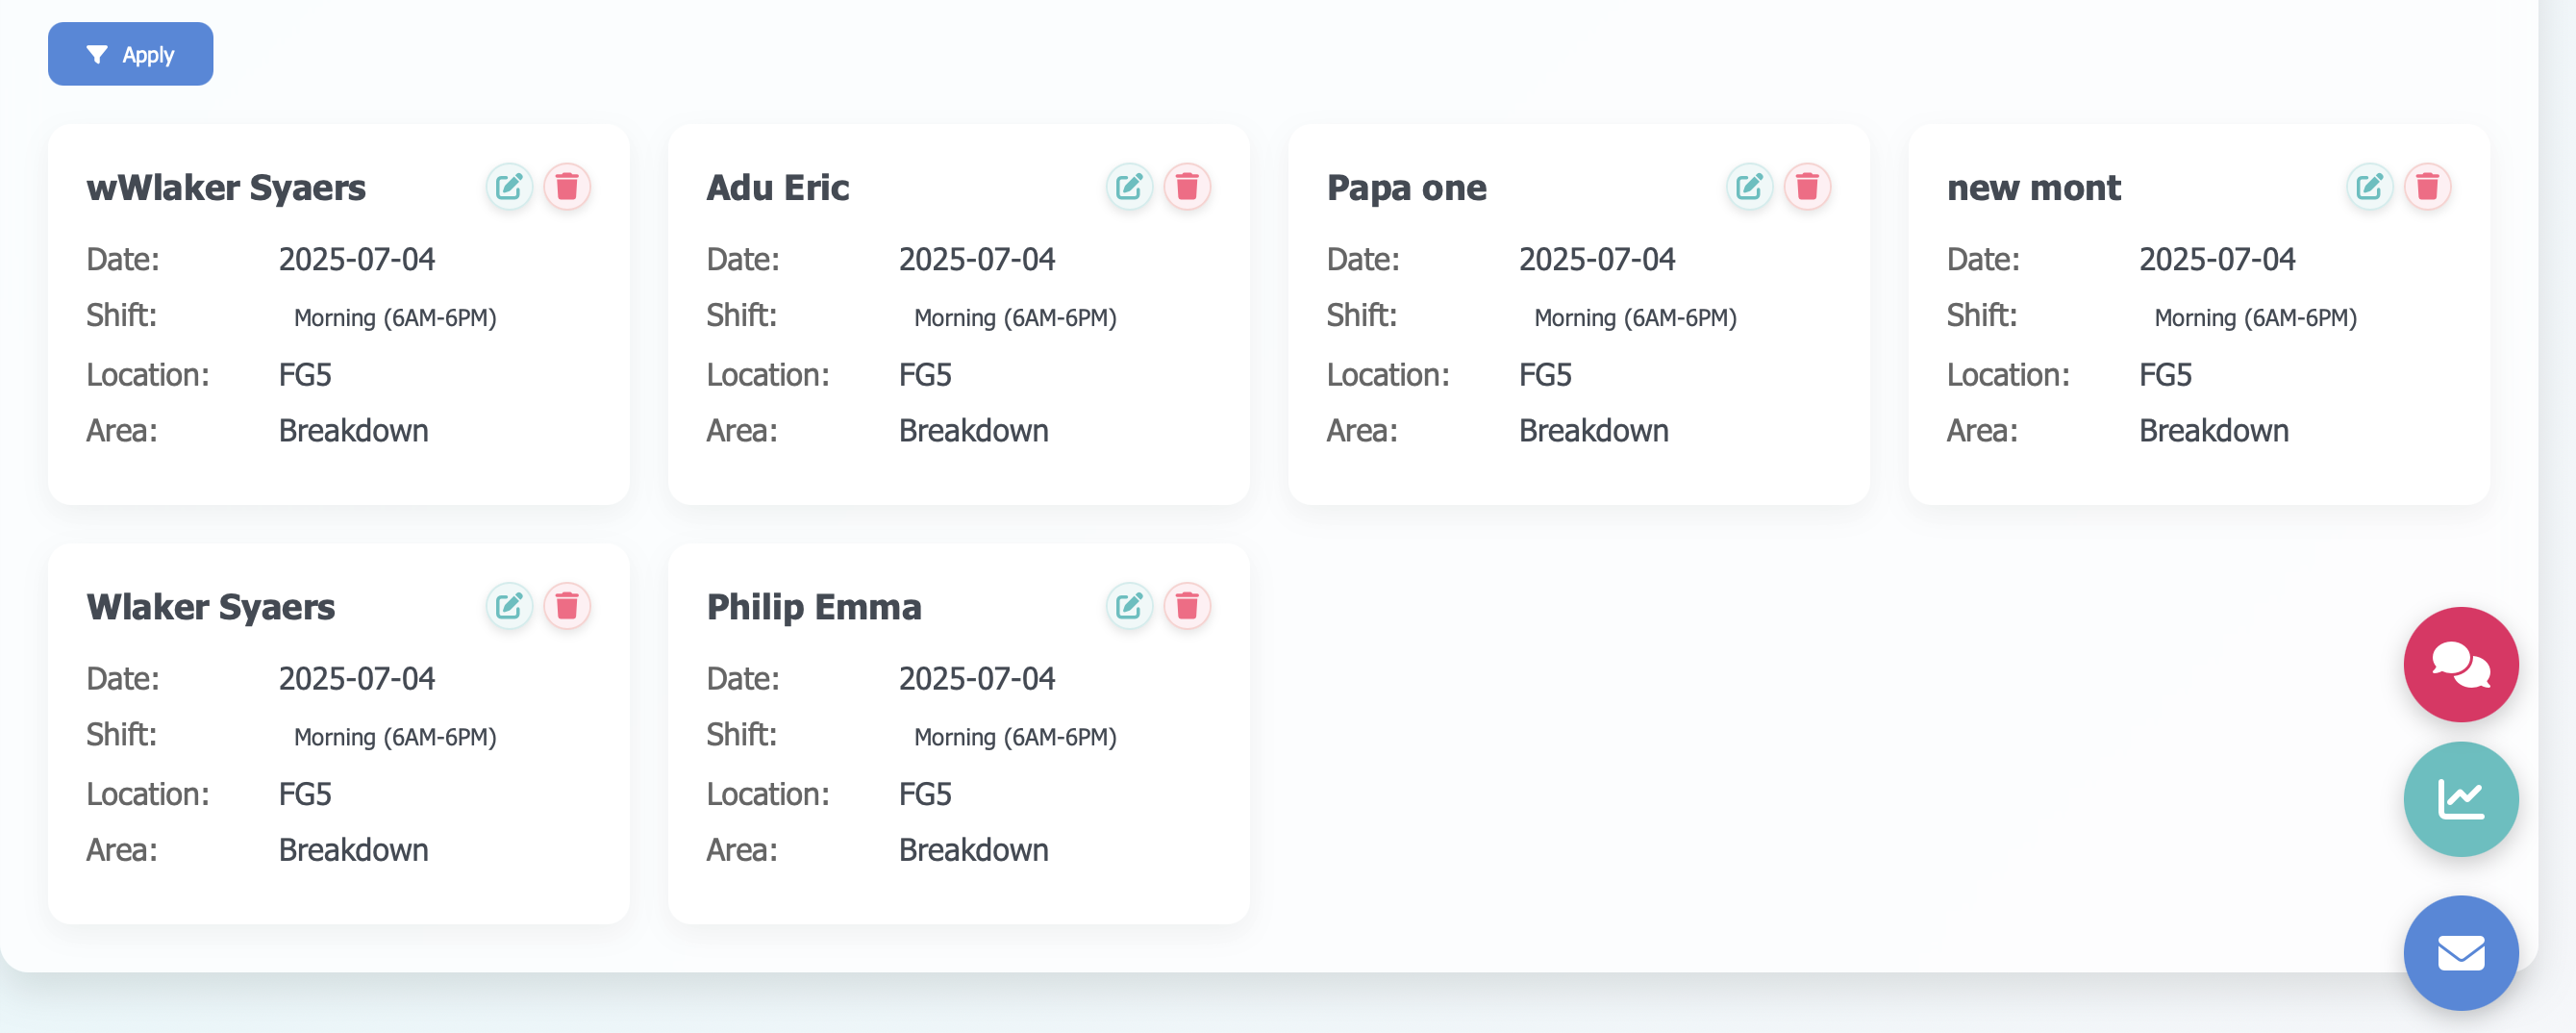 Apply
wWlaker Syaers
Date: 2025-07-04
Shift: Morning (6AM-6PM)
Location: FG5
Area: Breakdown
Adu Eric
Date: 2025-07-04
Shift: Morning (6AM-6PM)
Location: FG5
Area: Breakdown
Papa one
Date: 2025-07-04
Shift: Morning (6AM-6PM)
Location: FG5
Area: Breakdown
new mont
Date: 2025-07-04
Shift: Morning (6AM-6PM)
Location: FG5
Area: Breakdown
Wlaker Syaers
Date: 2025-07-04
Shift: Morning (6AM-6PM)
Location: FG5
Area: Breakdown
Philip Emma
Date: 2025-07-04
Shift: Morning (6AM-6PM)
Location: FG5
Area: Breakdown